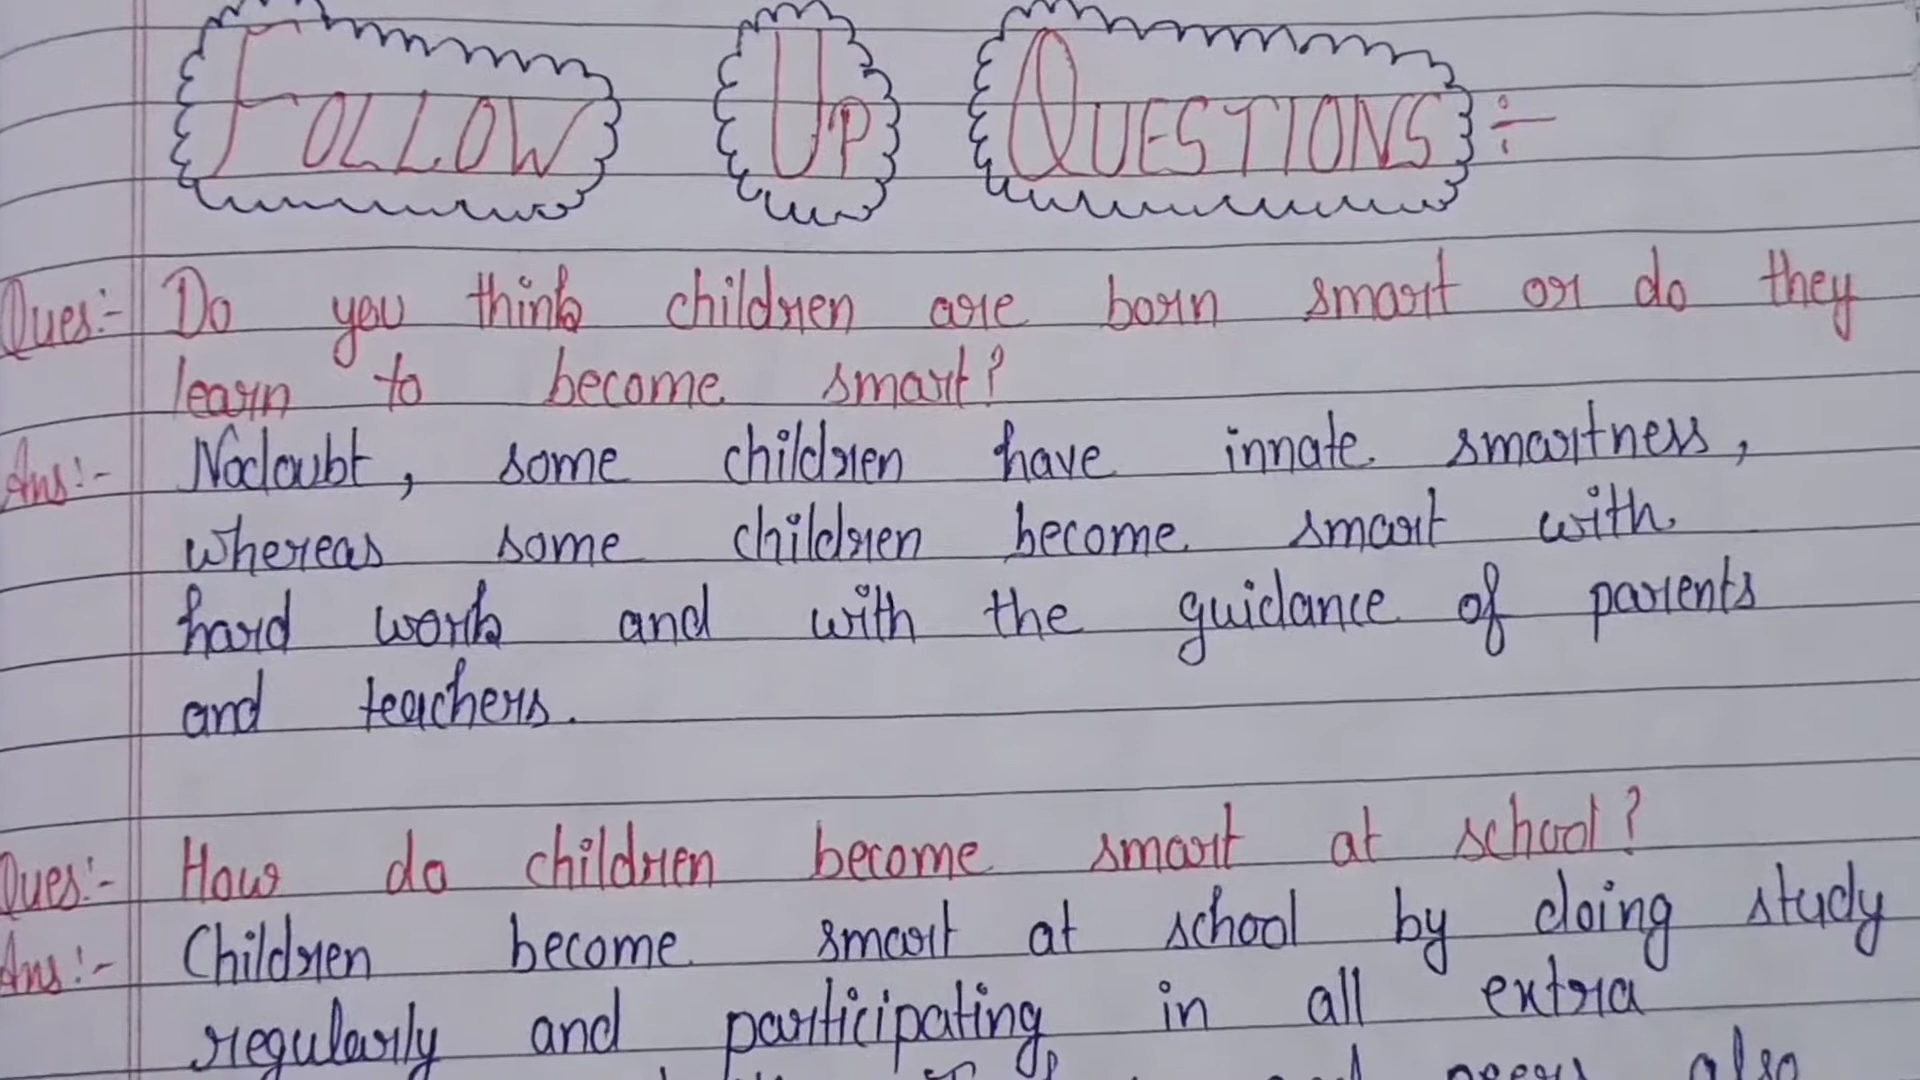 FOLLOW UP QUESTIONS :-
Ques:- Do you think children are born smart or do they
learn to become smart?
Ans:- Nodoubt, some children have innate smartness,
whereas some children become smart with
hard work and with the guidance of parents
and teachers.
Ques:- How do children become smart at school?
Ans:- Children become smart at school by doing study
regularly and participating in all extra
also